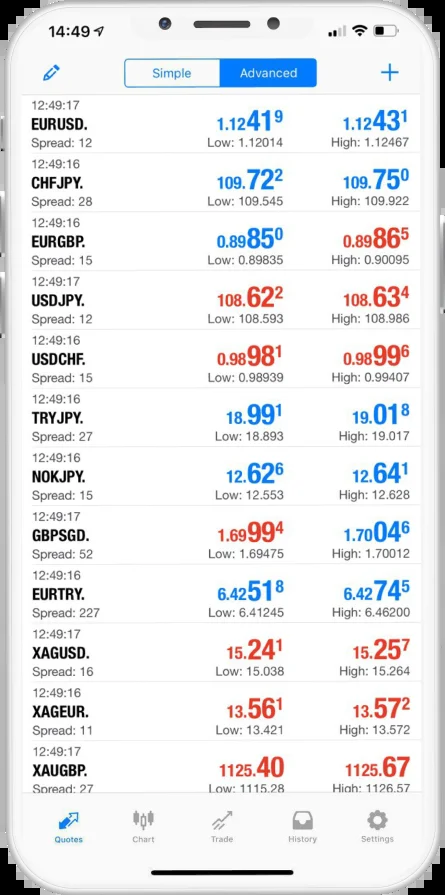 14:49
Simple Advanced
12:49:17
EURUSD. 1.12419 1.12431
Spread: 12 Low: 1.12014 High: 1.12467
12:49:16
CHFJPY. 109.722 109.750
Spread: 28 Low: 109.545 High: 109.922
12:49:16
EURGBP. 0.89850 0.89865
Spread: 15 Low: 0.89835 High: 0.90095
12:49:17
USDJPY. 108.622 108.634
Spread: 12 Low: 108.593 High: 108.986
12:49:16
USDCHF. 0.98981 0.98996
Spread: 15 Low: 0.98939 High: 0.99407
12:49:16
TRYJPY. 18.991 19.018
Spread: 27 Low: 18.893 High: 19.017
12:49:16
NOKJPY. 12.626 12.641
Spread: 15 Low: 12.553 High: 12.628
12:49:17
GBPSGD. 1.69994 1.70046
Spread: 52 Low: 1.69475 High: 1.70012
12:49:16
EURTRY. 6.42518 6.42745
Spread: 227 Low: 6.41245 High: 6.46200
12:49:17
XAGUSD. 15.241 15.257
Spread: 16 Low: 15.038 High: 15.264
12:49:16
XAGEUR. 13.561 13.572
Spread: 11 Low: 13.421 High: 13.572
12:49:17
XAUGBP. 1125.40 1125.67
Spread: 27 Low: 1115.28 High: 1126.57
Quotes Chart Trade History Settings